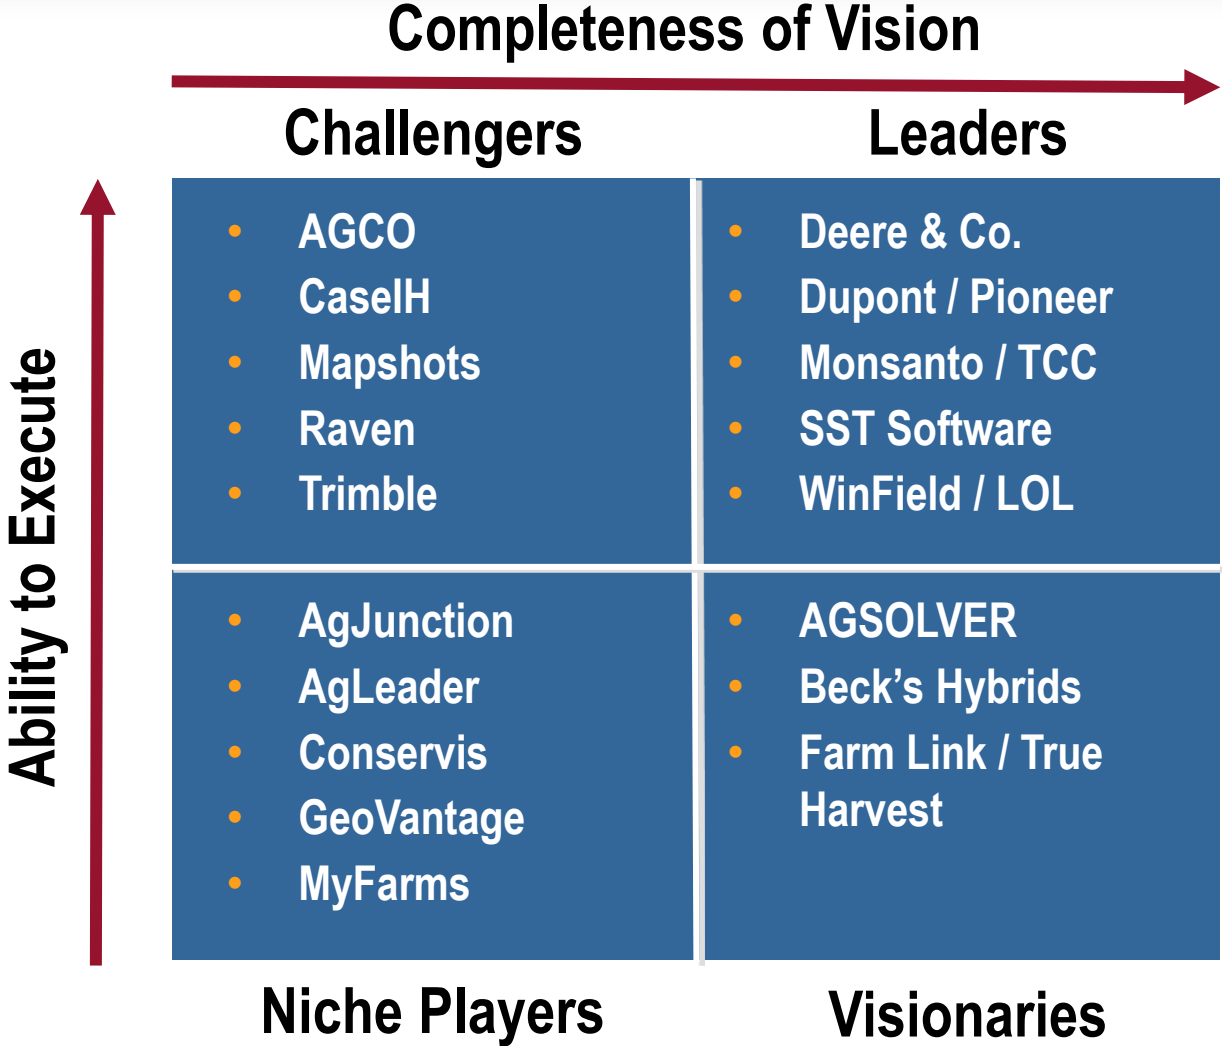 Completeness of Vision
Challengers
Leaders
Ability to Execute
• AGCO
• CaseIH
• Mapshots
• Raven
• Trimble
• Deere & Co.
• Dupont / Pioneer
• Monsanto / TCC
• SST Software
• WinField / LOL
• AgJunction
• AgLeader
• Conservis
• GeoVantage
• MyFarms
• AGSOLVER
• Beck’s Hybrids
• Farm Link / True
Harvest
Niche Players
Visionaries